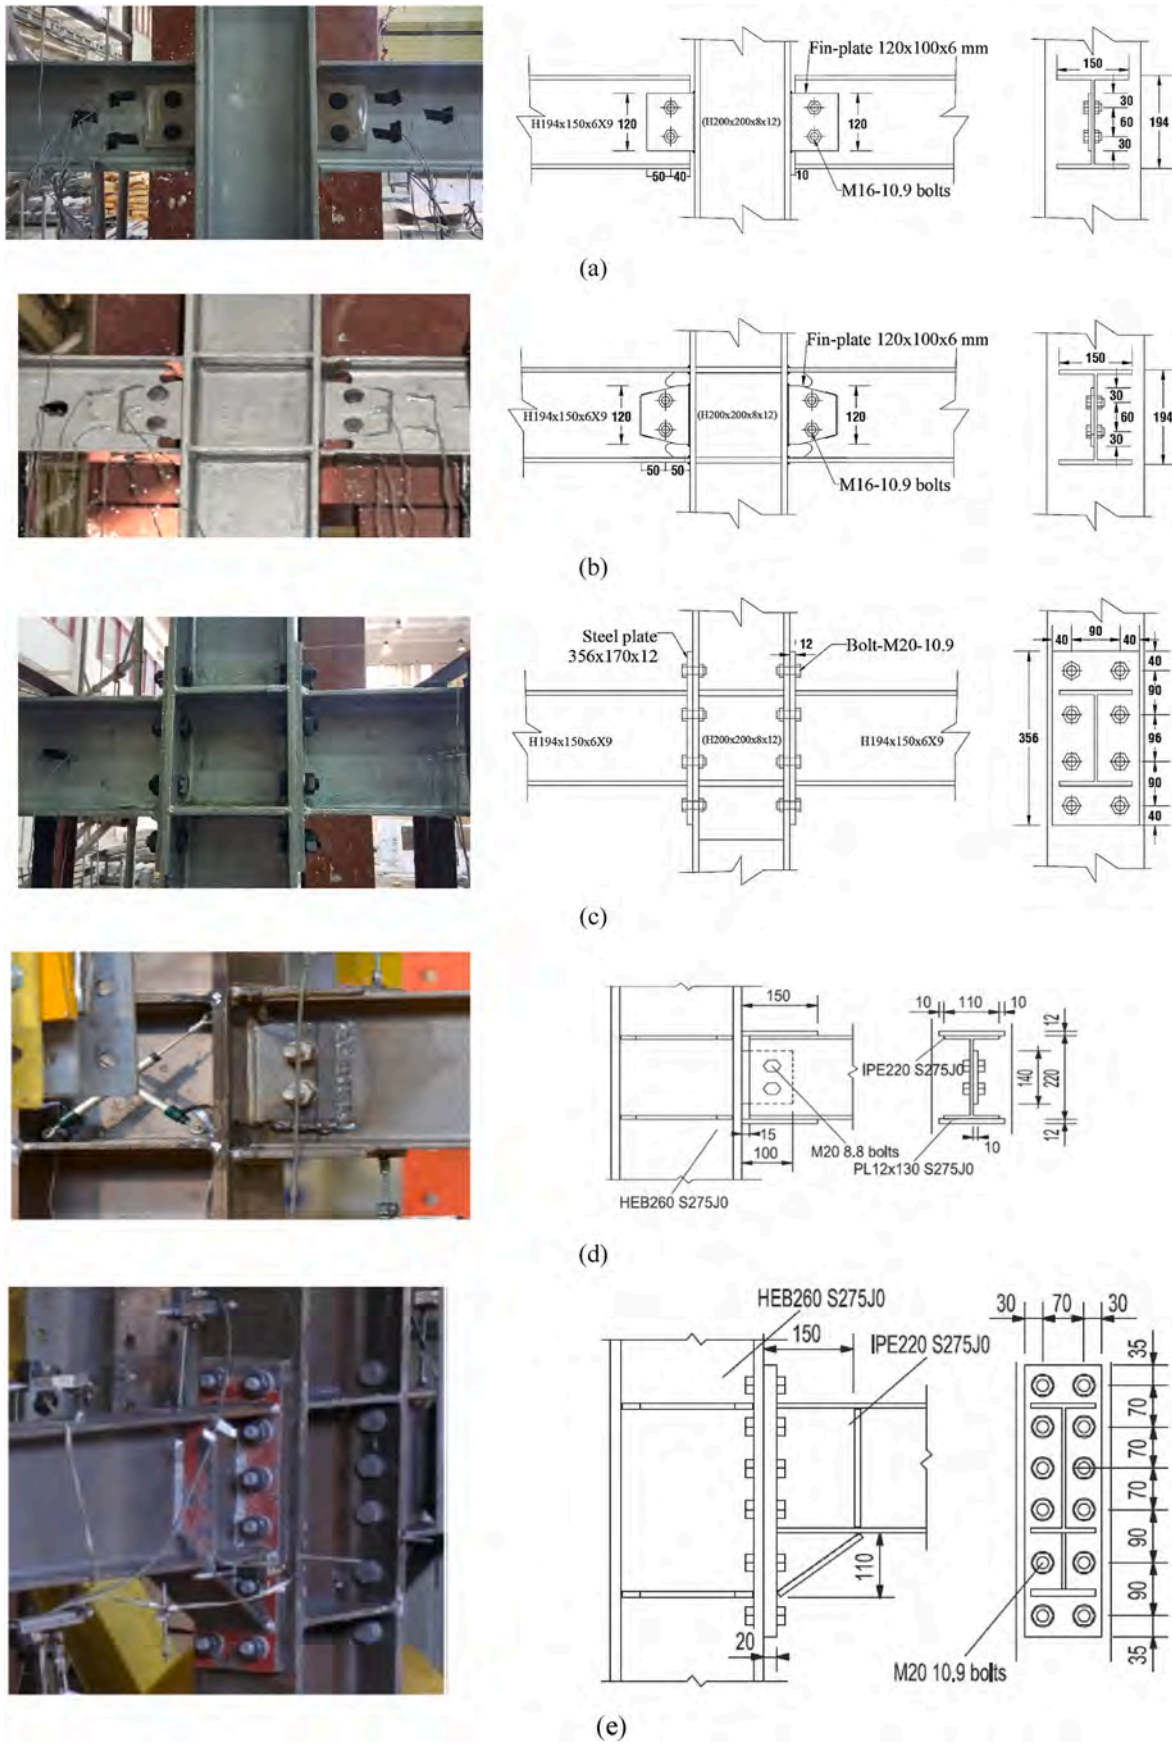 Fin-plate 120x100x6 mm
150
H194x150x6X9
120
(H200x200x8x12)
120
30
60
30
194
50 40
10
M16-10.9 bolts
(a)
Fin-plate 120x100x6 mm
150
H194x150x6X9
120
(H200x200x8x12)
120
30
60
30
194
50 50
M16-10.9 bolts
(b)
Steel plate
356x170x12
12
Bolt-M20-10.9
40 90 40
40
90
H194x150x6X9
(H200x200x8x12)
H194x150x6X9
356
96
90
40
(c)
150
10 110 10
12
IPE220 S275J0
140
220
15
100
M20 8.8 bolts
12
10
PL12x130 S275J0
HEB260 S275J0
(d)
HEB260 S275J0
150
IPE220 S275J0
30 70 30
35
70
70
70
90
90
35
110
20
M20 10,9 bolts
(e)